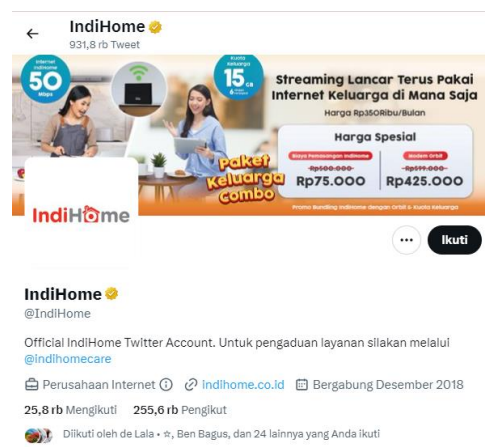 IndiHome
931,8 rb Tweet
Internet IndiHome
50
Mbps
Kuota Keluarga
15 GB
Streaming Lancar Terus Pakai
Internet Keluarga di Mana Saja
Harga Rp350Ribu/Bulan
Harga Spesial
Biaya Pemasangan IndiHome
Modem Orbit
Rp500.000
Rp75.000
Rp425.000
Paket
Keluarga
Combo
Promo Bundling IndiHome dengan Orbit & Kuota Keluarga
IndiHome
Ikuti
IndiHome
@IndiHome
Official IndiHome Twitter Account. Untuk pengaduan layanan silakan melalui
@indihomecare
Perusahaan Internet indihome.co.id Bergabung Desember 2018
25,8 rb Mengikuti 255,6 rb Pengikut
Diikuti oleh de Lala • ☆, Ben Bagus, dan 24 lainnya yang Anda ikuti